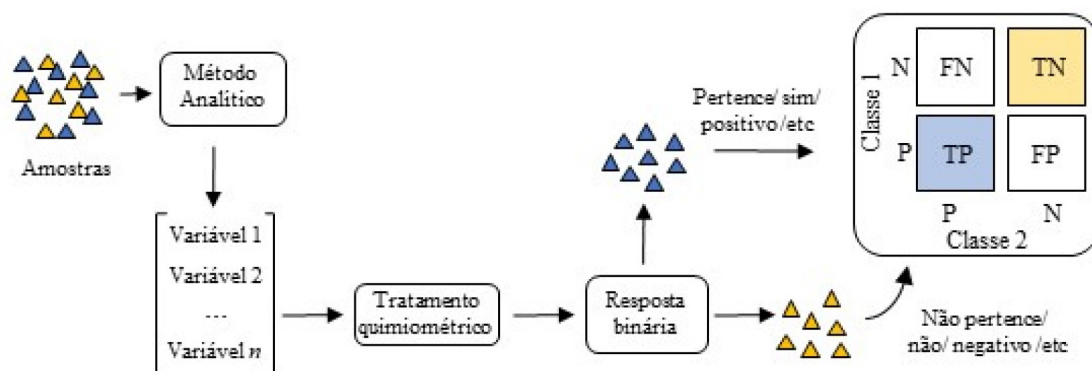 Amostras
Método
Analítico
Variável 1
Variável 2
...
Variável n
Tratamento
quimiométrico
Resposta
binária
Pertence/ sim/
positivo /etc
Não pertence/
não/ negativo /etc
Classe 1
N
FN
TN
P
TP
FP
P
N
Classe 2